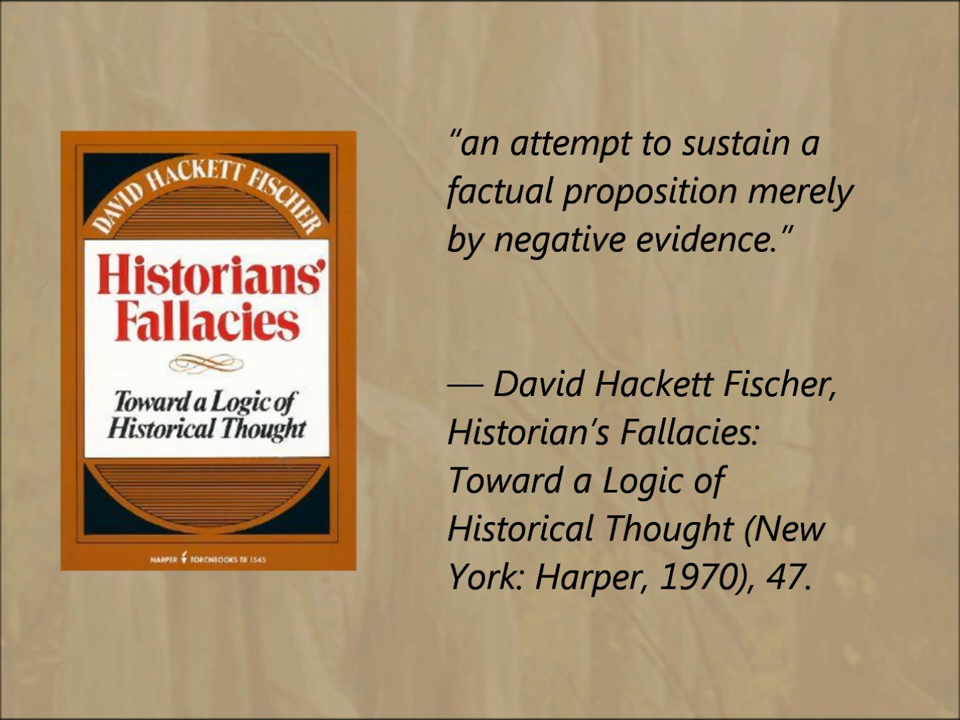 DAVID HACKETT FISCHER
Historians'
Fallacies
Toward a Logic of
Historical Thought
HARPER TORCHBOOKS TB 1545
“an attempt to sustain a
factual proposition merely
by negative evidence.”
— David Hackett Fischer,
Historian’s Fallacies:
Toward a Logic of
Historical Thought (New
York: Harper, 1970), 47.